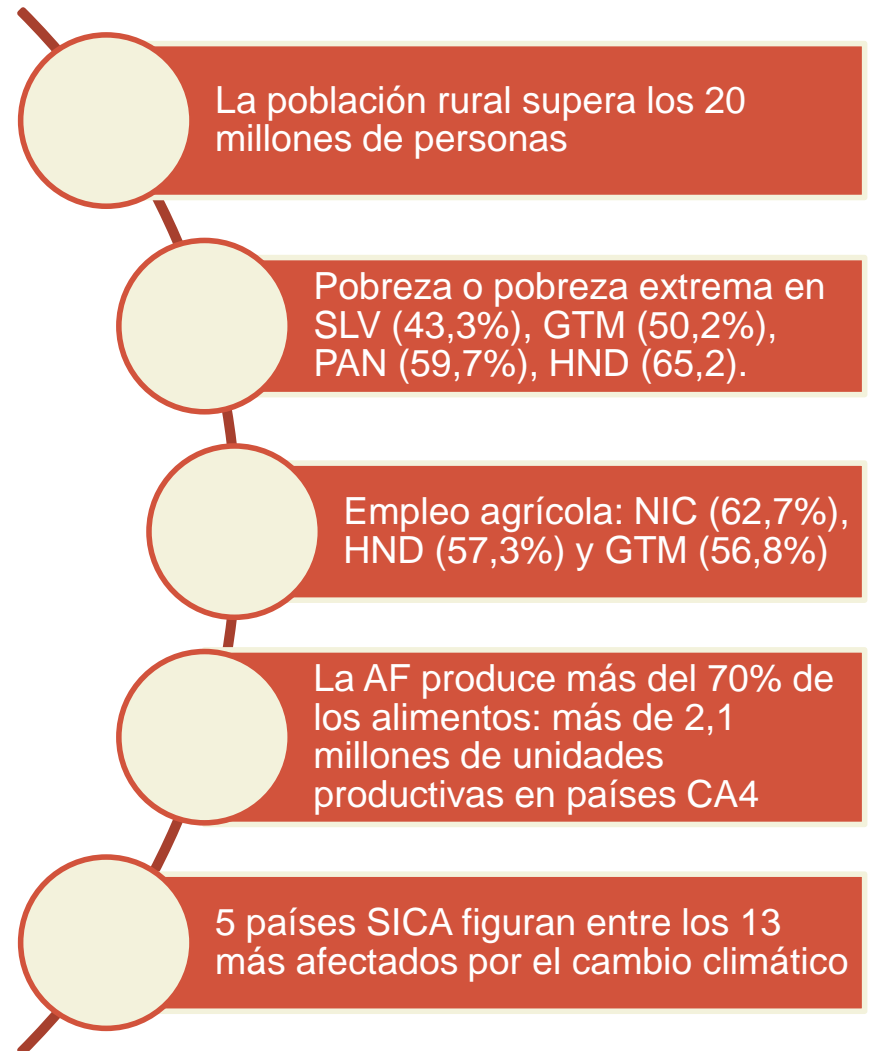 La población rural supera los 20
millones de personas
Pobreza o pobreza extrema en
SLV (43,3%), GTM (50,2%),
PAN (59,7%), HND (65,2).
Empleo agrícola: NIC (62,7%),
HND (57,3%) y GTM (56,8%)
La AF produce más del 70% de
los alimentos: más de 2,1
millones de unidades
productivas en países CA4
5 países SICA figuran entre los 13
más afectados por el cambio climático